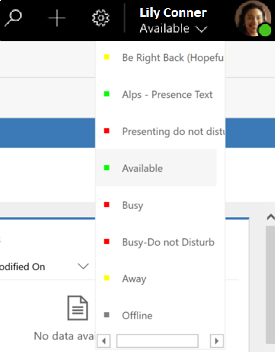 Lily Conner
Available
Be Right Back (Hopefu
Alps - Presence Text
Presenting do not distu
Available
Busy
Busy-Do not Disturb
odified On
Away
Offline
No data ava